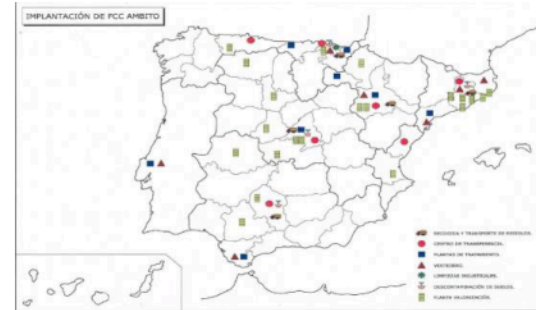 IMPLANTACIÓN DE FCC AMBITO
RECOGIDA Y TRANSPORTE DE RESIDUOS.
CENTRO DE TRANSFERENCIA.
PLANTAS DE TRATAMIENTO.
VERTEDERO.
LIMPIEZAS INDUSTRIALES.
DESCONTAMINACIÓN DE SUELOS.
PLANTA VALORIZACIÓN.